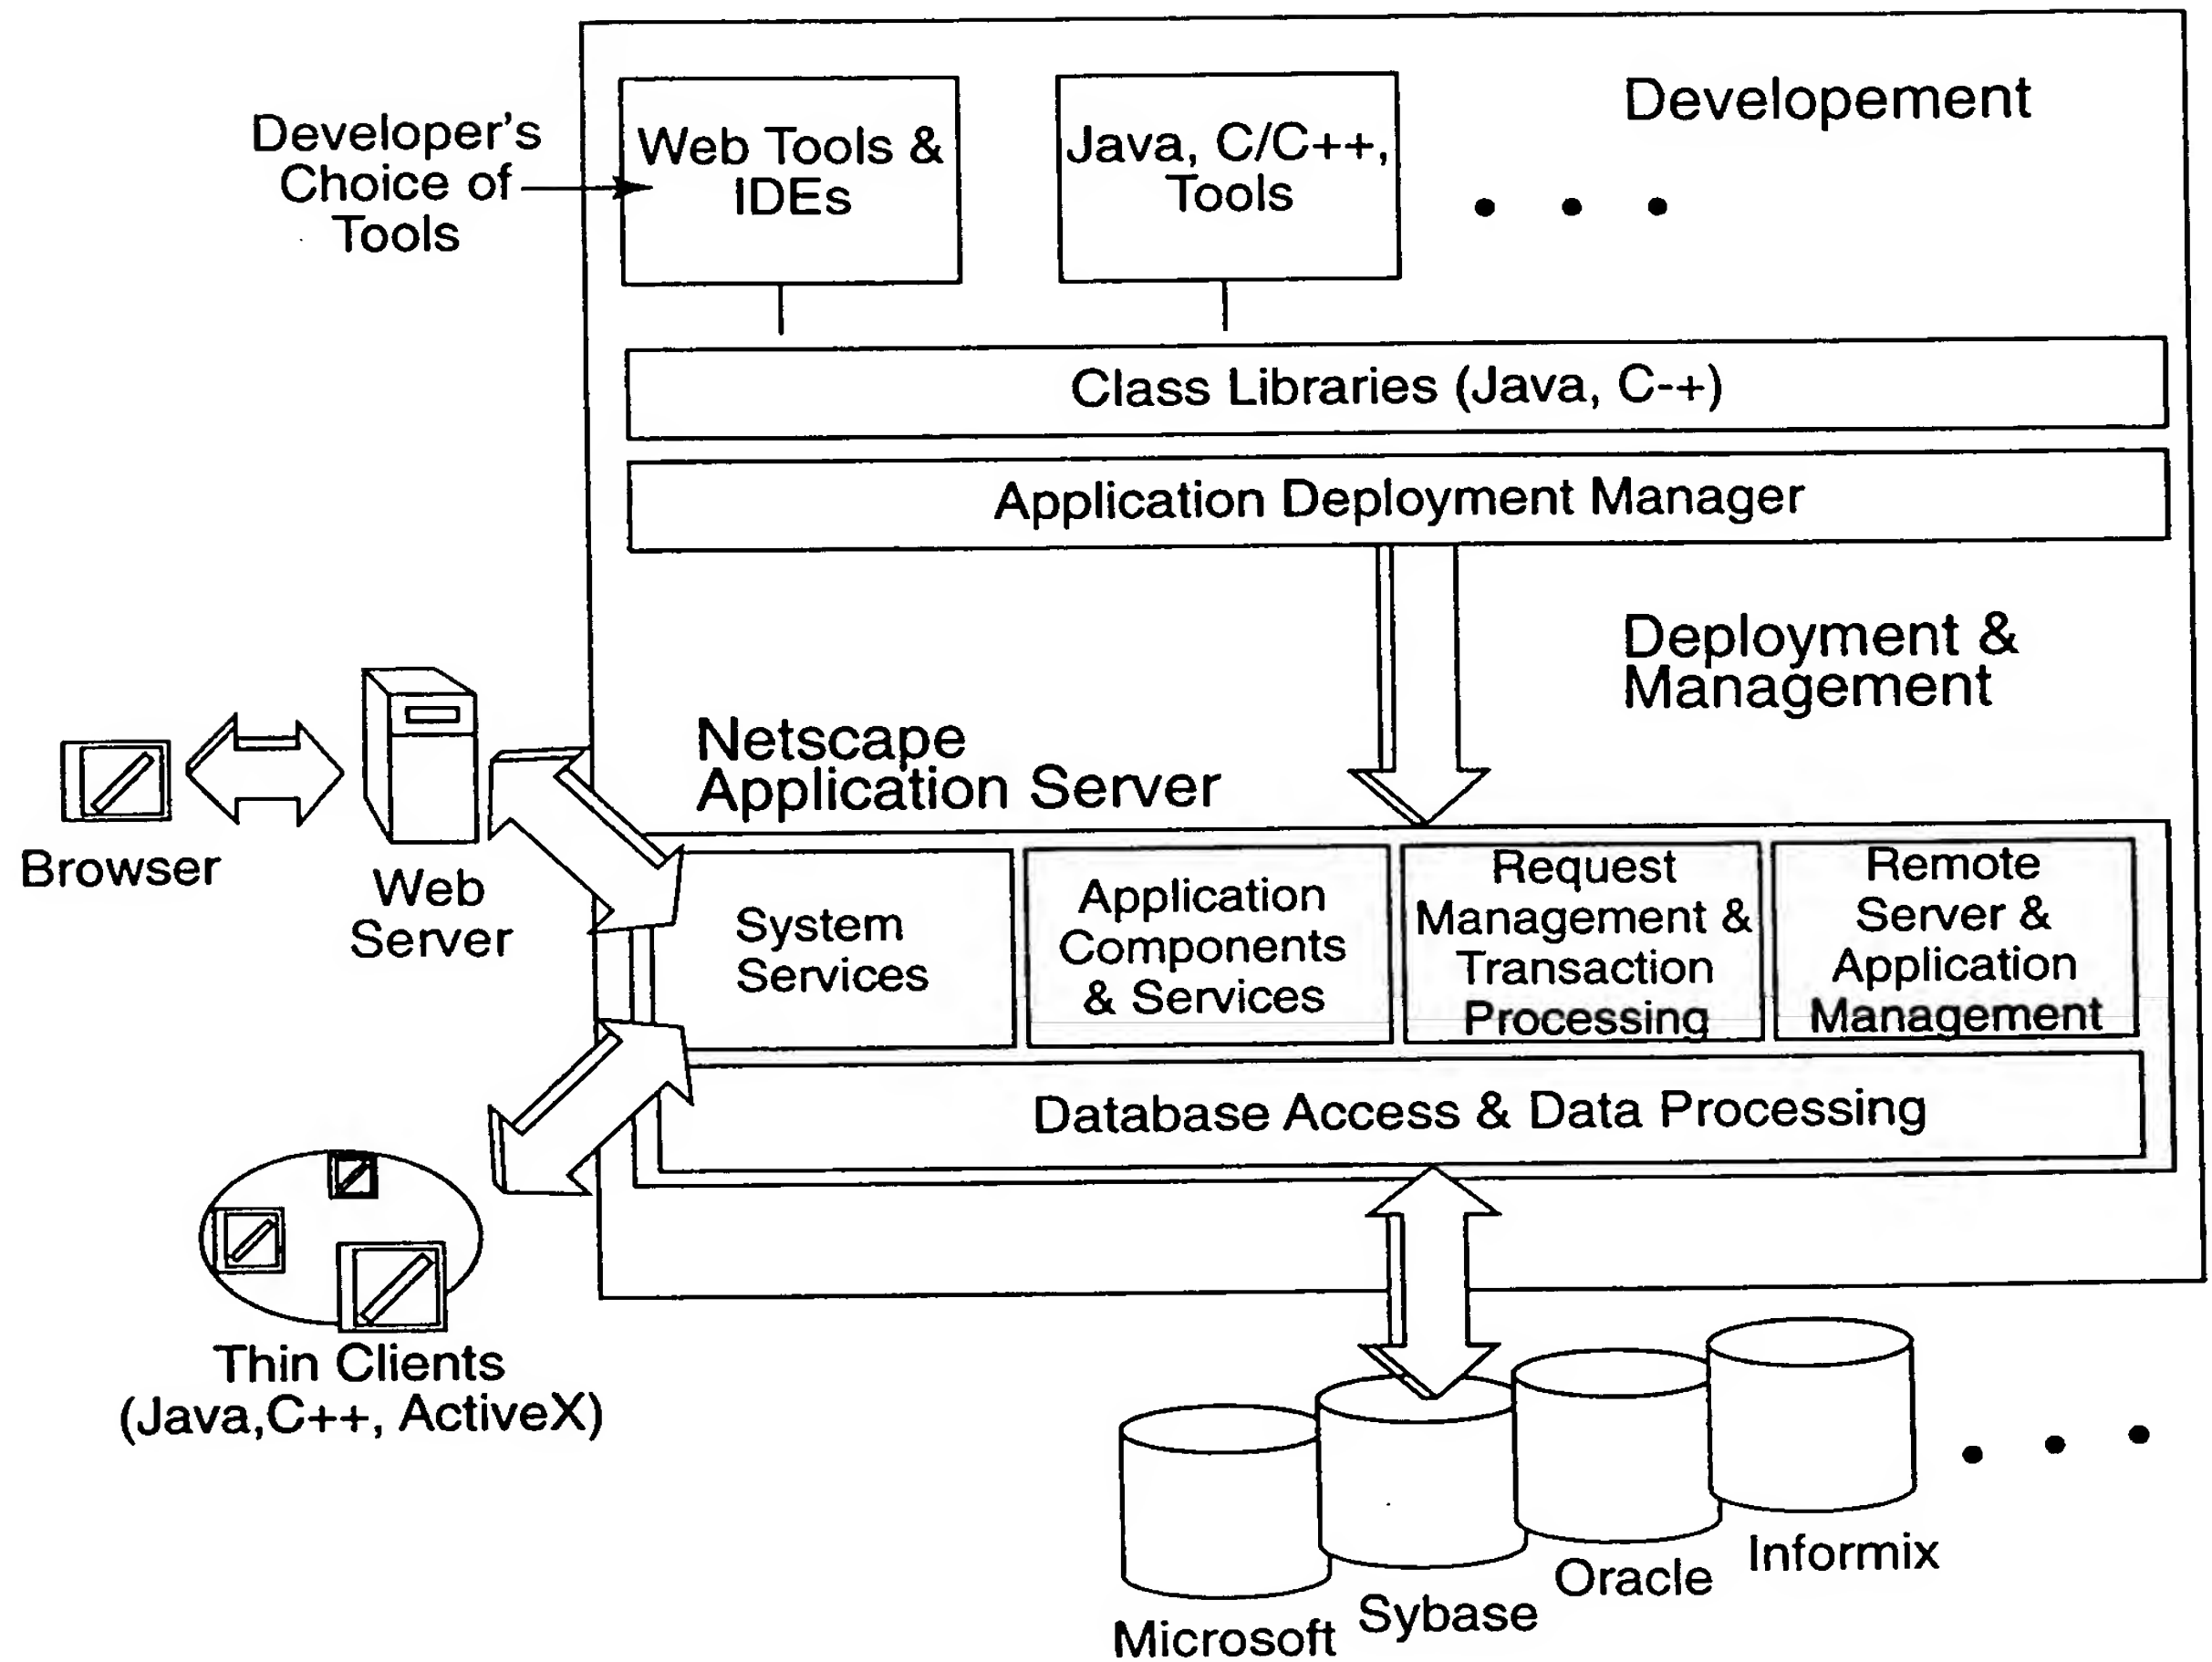 Developement
Developer's
Choice of
Tools
Web Tools &
IDEs
Java, C/C++,
Tools
Class Libraries (Java, C-+)
Application Deployment Manager
Deployment &
Management
Netscape
Application Server
Browser
Web
Server
System
Services
Application
Components
& Services
Request
Management &
Transaction
Processing
Remote
Server &
Application
Management
Database Access & Data Processing
Thin Clients
(Java,C++, ActiveX)
Microsoft
Sybase
Oracle
Informix